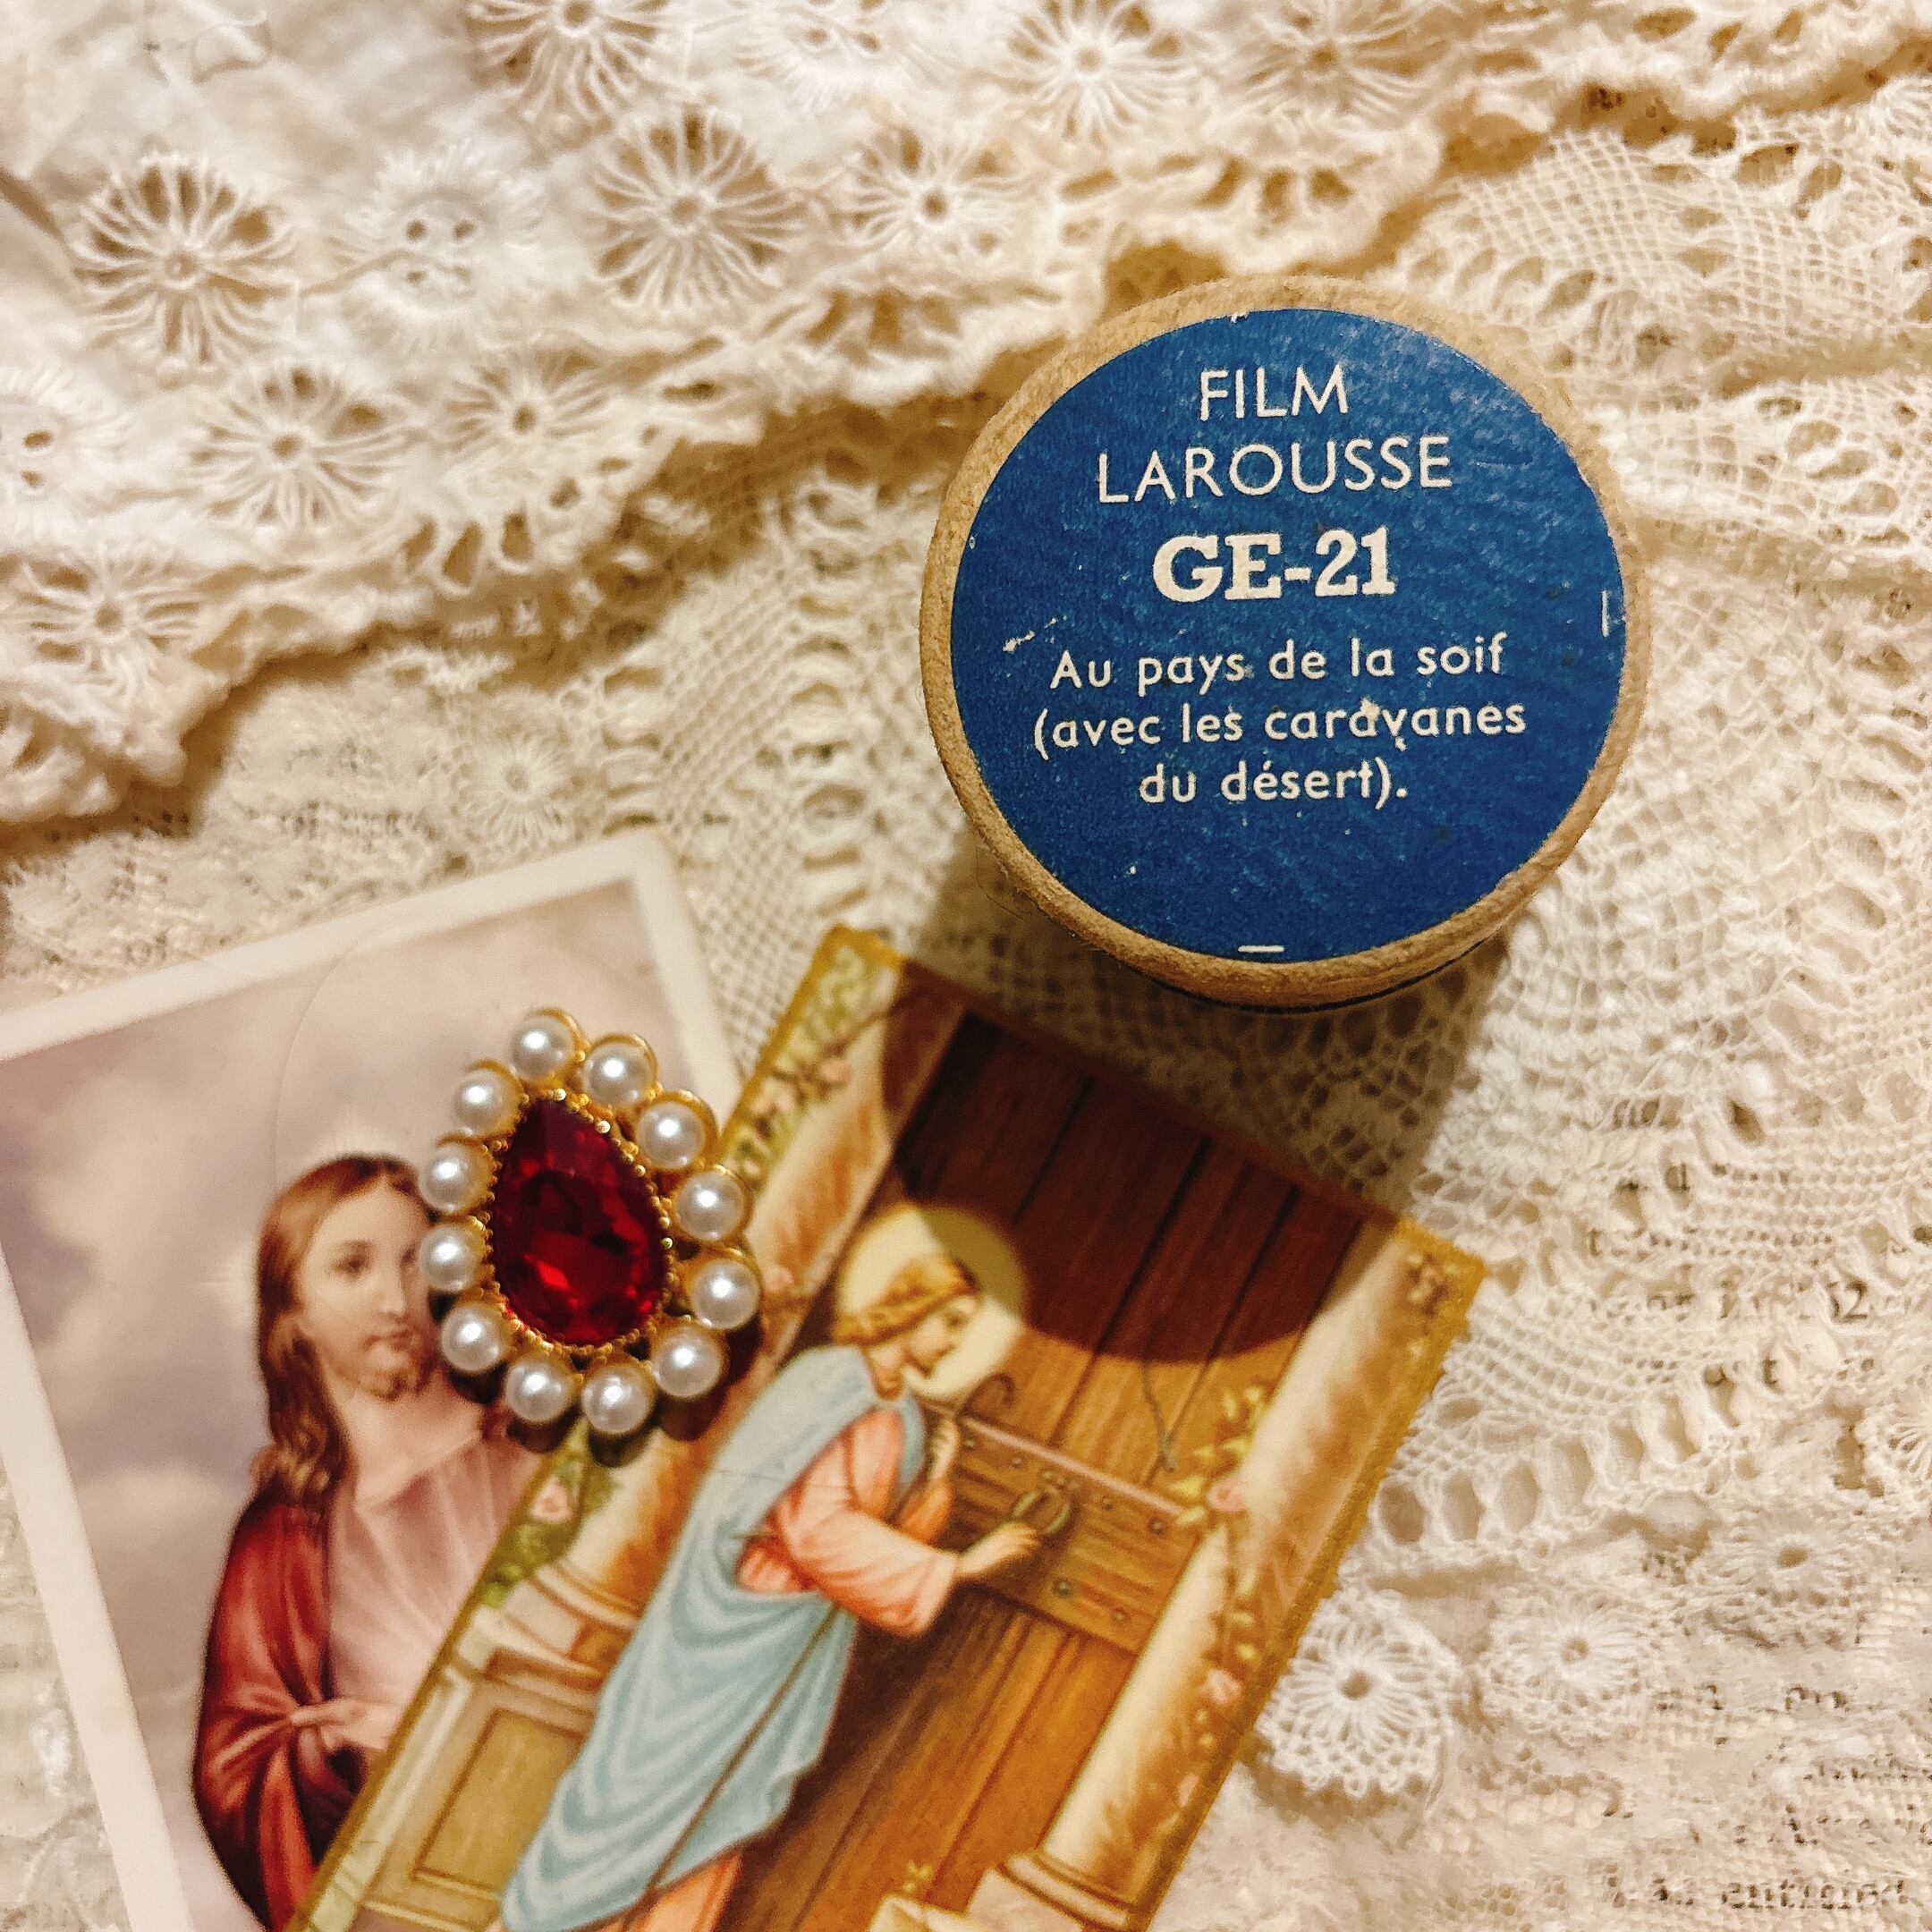 FILM
LAROUSSE
GE-21
Au pays de la soif
(avec les caravanes
du désert).